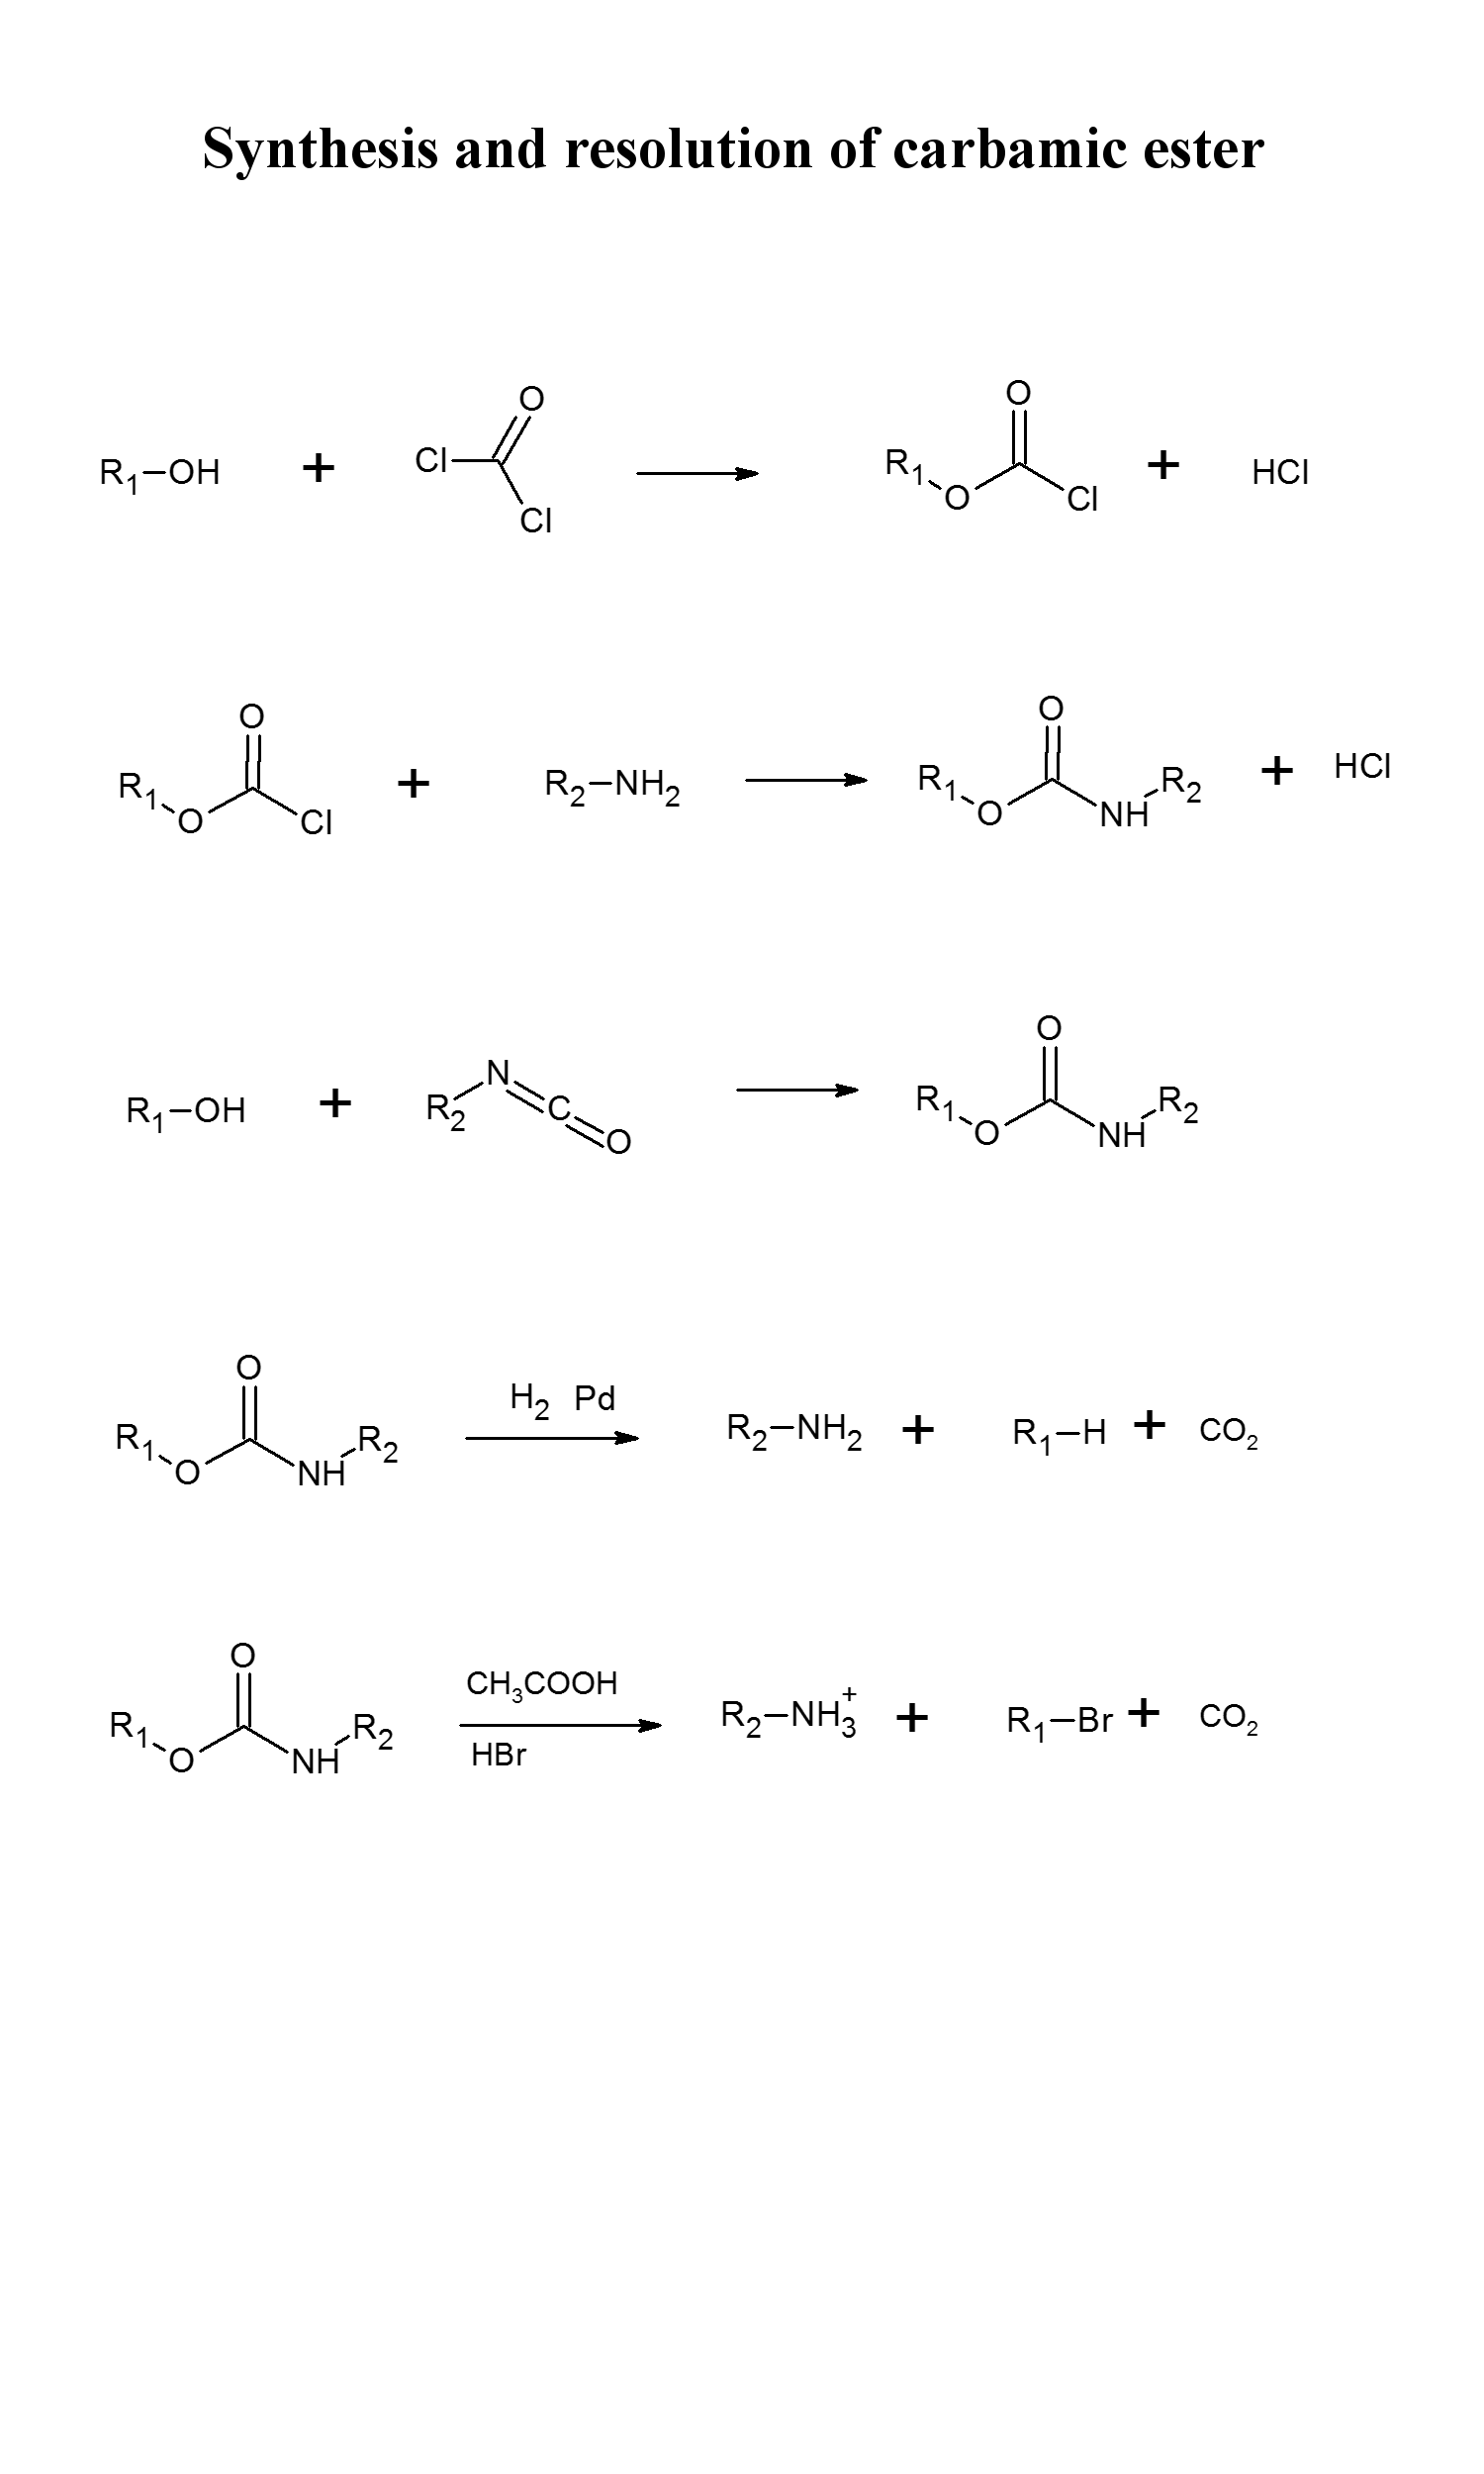 Synthesis and resolution of carbamic ester
R1-OH + Cl Cl O R1 O O Cl + HCl
R1 O O Cl + R2-NH2 R1 O O NH R2 + HCl
R1-OH + R2 N C O R1 O O NH R2
R1 O O NH R2 H2 Pd R2-NH2 + R1-H + CO2
R1 O O NH R2 CH3COOH HBr R2-NH3+ + R1-Br + CO2